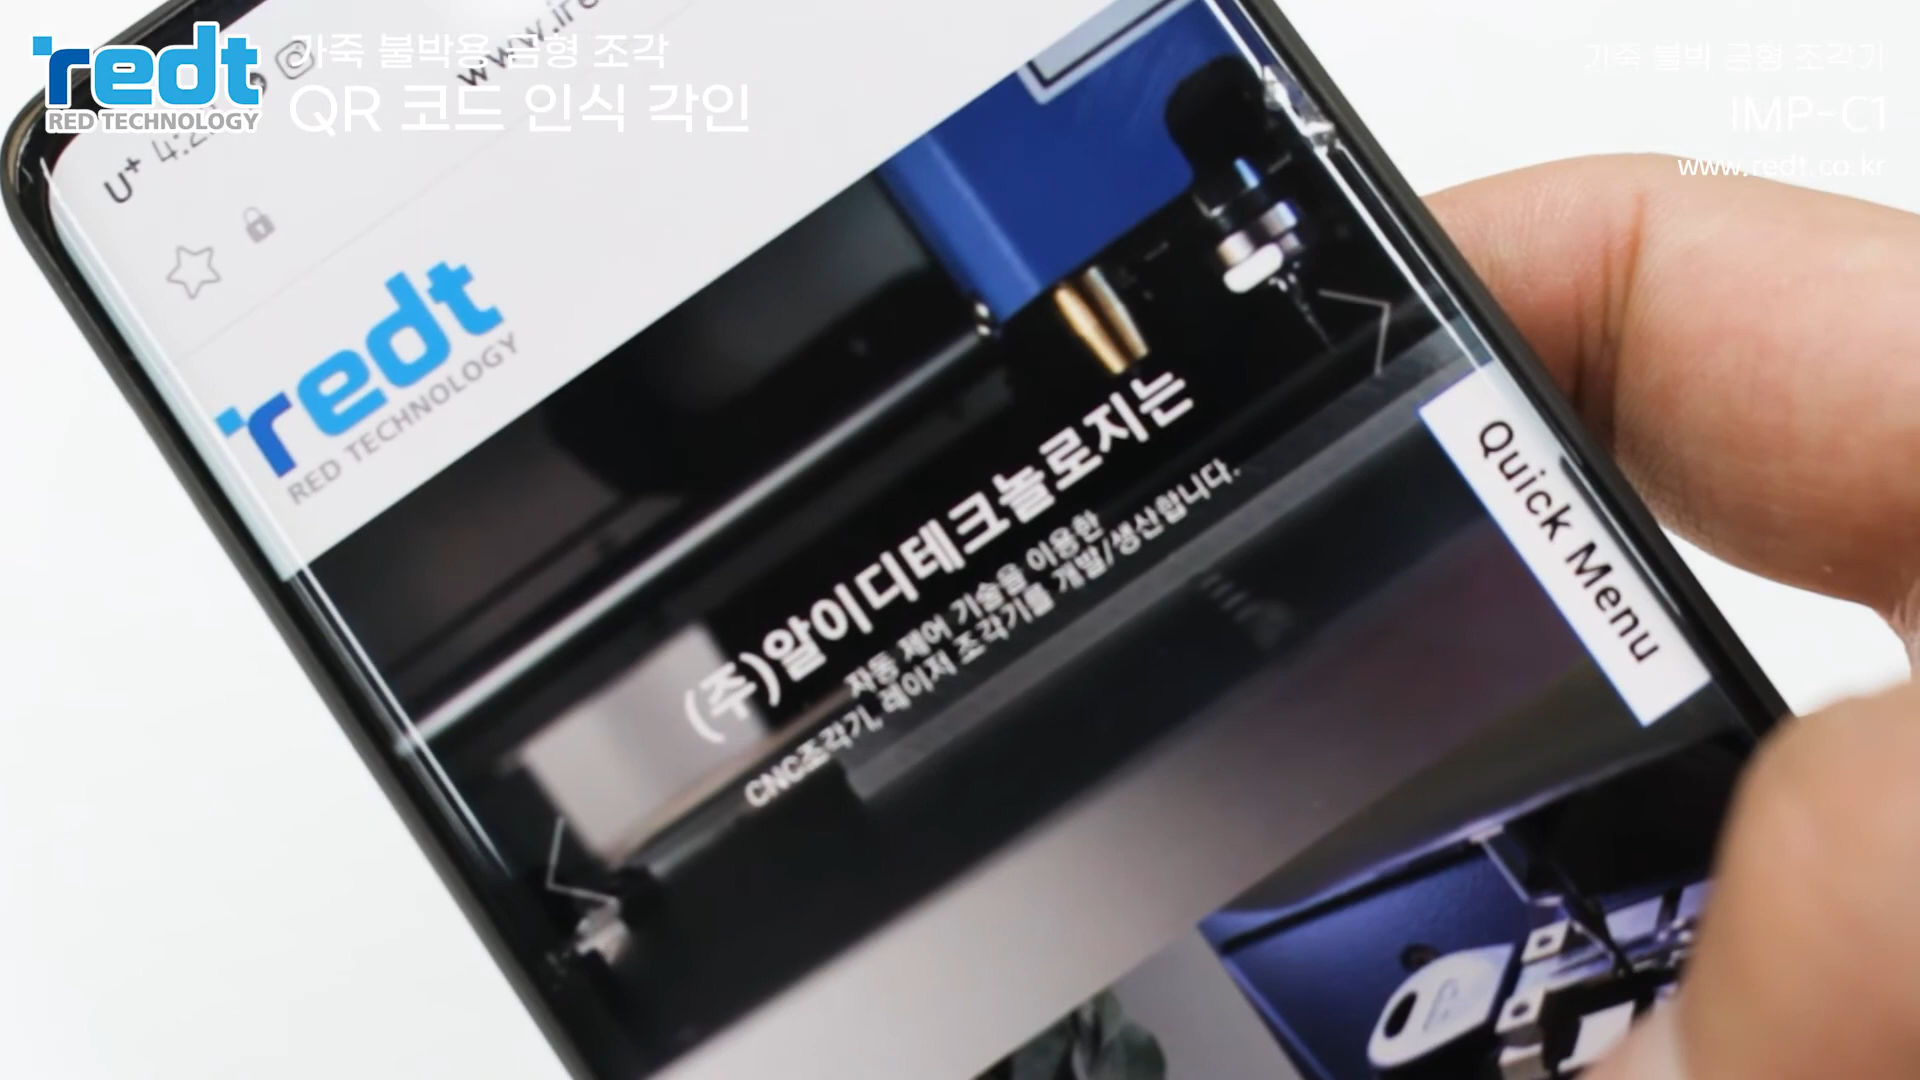 redt
RED TECHNOLOGY
가죽 불박용 금형 조각
QR 코드 인식 각인
가죽 불박 금형 조각기
IMP-C1
www.redt.co.kr
U+
redt
RED TECHNOLOGY
(주)알이디테크놀로지는
자동 제어 기술을 이용한
CNC조각기, 레이저 조각기를 개발/생산합니다.
Quick Menu